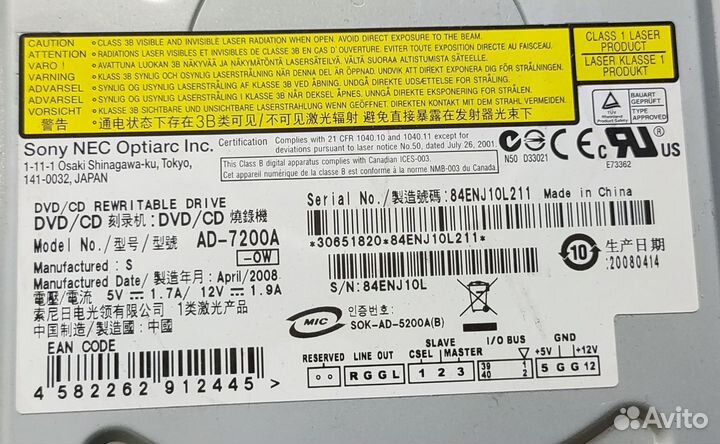 CAUTION • CLASS 3B VISIBLE AND INVISIBLE LASER RADIATION WHEN OPEN. AVOID DIRECT EXPOSURE TO THE BEAM.
ATTENTION • RADIATIONS VISIBLES ET INVISIBLES DU LASER CLASSE 3B EN CAS D'OUVERTURE. EVITER EXPOSITION DIRECTE AU FAISCEAU.
VARO ! • AVATTUNA LUOKAN 3B NÄKYVÄÄ JA NÄKYMÄTÖNTÄ LASERSÄTEILYÄ. VÄLTÄ SUORAA ALTISTUMISTA SÄTEELLE.
VARNING • KLASS 3B SYNLIG OCH OSYNLIG LASERSTRÅLNING NÄR DENNA DEL ÄR ÖPPNAD. UNDVIK ATT DIREKT EXPONERAS FÖR STRÅLNINGEN.
ADVARSEL • KLASSE 3B SYNLIG OG USYNLIG LASERSTRÅLING VED ÅBNING. UNDGÅ DIREKTE UDSÆTTELSE FOR STRÅLING.
ADVARSEL • KLASSE 3B SYNLIG OG USYNLIG LASERSTRÅLING NÅR DEKSEL ÅPNES. UNNGÅ DIREKTE EKSPONERING FOR STRÅLEN.
VORSICHT • KLASSE 3B SICHTBARE UND UNSICHTBARE LASERSTRAHLUNG WENN GEÖFFNET. DIREKTEN KONTAKT MIT DEM LASERSTRAHL VERMEIDEN.
警告 • 通电状态下存在3B类可见/不可见激光辐射 避免直接暴露在发射光束下
CLASS 1 LASER
PRODUCT
LASER KLASSE 1
PRODUKT
Sony NEC Optiarc Inc.
1-11-1 Osaki Shinagawa-ku, Tokyo,
141-0032, JAPAN
Certification Complies with 21 CFR 1040.10 and 1040.11 except for
deviations pursuant to laser notice No.50, dated July 26, 2001.
This Class B digital apparatus complies with Canadian ICES-003.
Cet appareil numérique de la classe B est conforme à la norme NMB-003 du Canada.
N50 D33021
E73362
US
BAUART
GEPRÜFT
TYPE
APPROVED
DVD/CD REWRITABLE DRIVE
DVD/CD 刻录机:DVD/CD 燒錄機
Model No./型号/型號 AD-7200A
-0W
Manufactured : S
Manufactured Date/ 製造年月: April/2008
電壓/電流 5V ⎓ 1.7A/ 12V ⎓ 1.9A
索尼日电光领有限公司 1类激光产品
中国制造/製造國: 中國
EAN CODE
4 582262 912445 >
Serial No./製造號碼: 84ENJ10L211 Made in China
*30651820*84ENJ10L211*
S/N: 84ENJ10L
10 生产日期
:20080414
MIC
인증번호:
SOK-AD-5200A(B)
RESERVED LINE OUT CSEL SLAVE MASTER I/O BUS +5V GND +12V
R G G L 1 2 3 39 40 1 2 5 G G 12
Avito